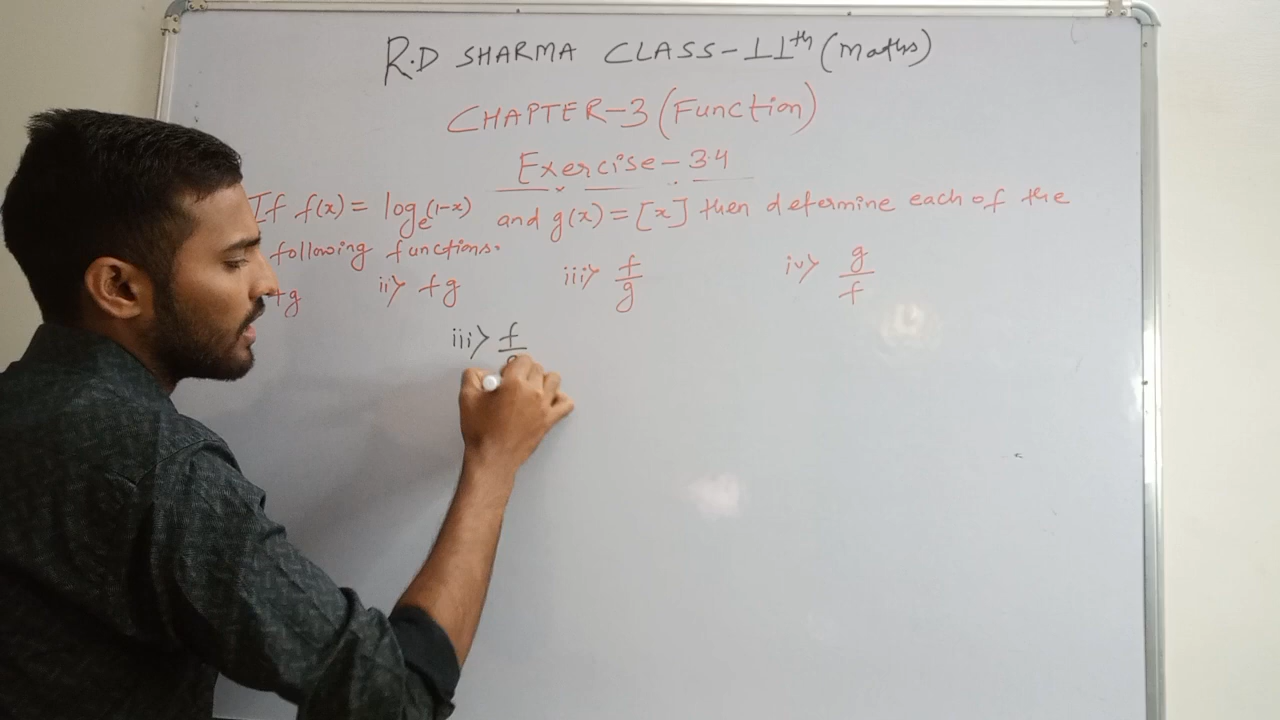 R.D SHARMA CLASS-11th (Maths)
CHAPTER-3 (Function)
Exercise-3.4
If f(x) = loge(1-x) and g(x) = [x] then determine each of the
following functions.
+g ii> fg iii> f/g iv> g/f
iii> f